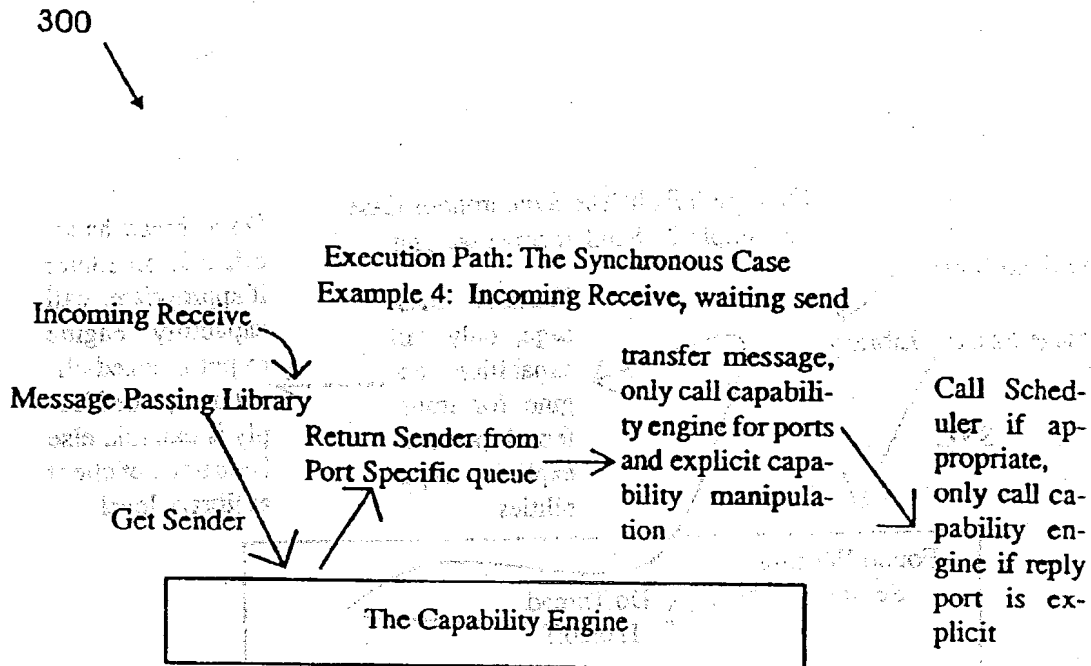 300
Execution Path: The Synchronous Case
Example 4: Incoming Receive, waiting send
Incoming Receive
Message Passing Library
Get Sender
Return Sender from
Port Specific queue
transfer message,
only call capabili-
ty engine for ports
and explicit capa-
bility manipula-
tion
Call Sched-
uler if ap-
propriate,
only call ca-
pability en-
gine if reply
port is ex-
plicit
The Capability Engine